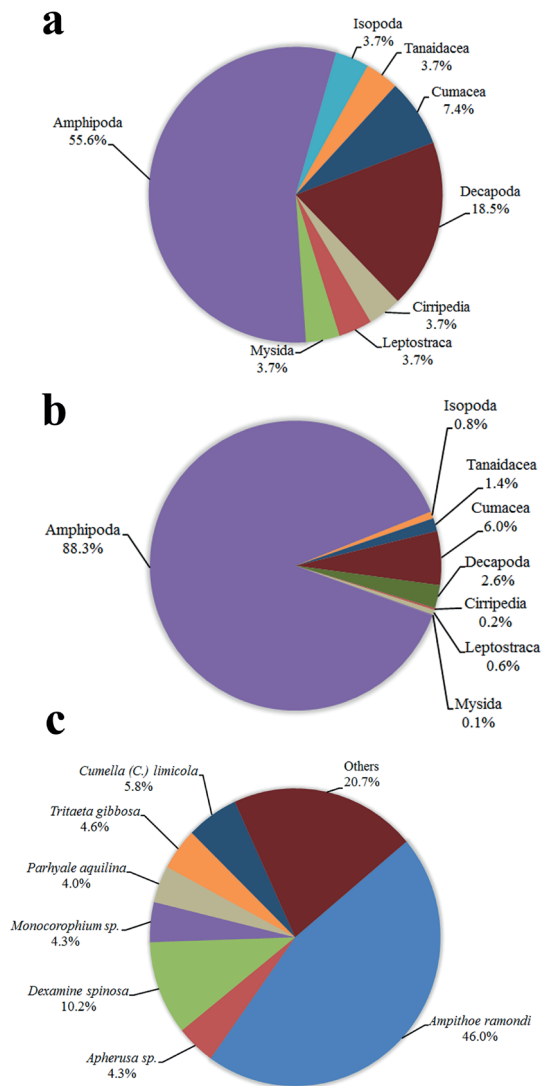 a
Isopoda
3.7%
Tanaidacea
3.7%
Cumacea
7.4%
Amphipoda
55.6%
Decapoda
18.5%
Cirripedia
3.7%
Leptostraca
3.7%
Mysida
3.7%
b
Isopoda
0.8%
Tanaidacea
1.4%
Cumacea
6.0%
Amphipoda
88.3%
Decapoda
2.6%
Cirripedia
0.2%
Leptostraca
0.6%
Mysida
0.1%
c
Others
20.7%
Cumella (C.) limicola
5.8%
Tritaeta gibbosa
4.6%
Parhyale aquilina
4.0%
Monocorophium sp.
4.3%
Dexamine spinosa
10.2%
Apherusa sp.
4.3%
Ampithoe ramondi
46.0%